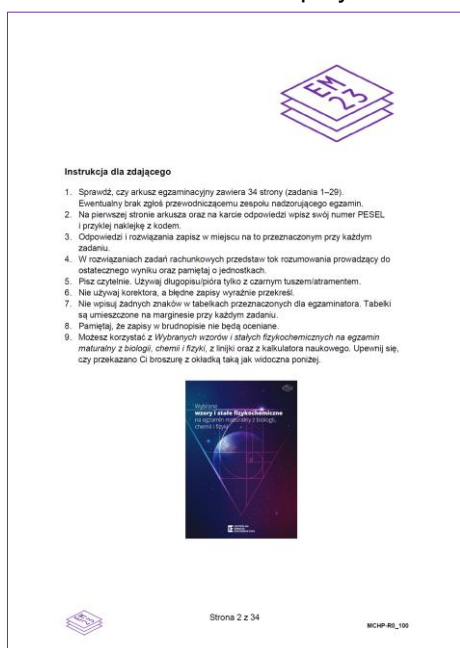 EM
23
Instrukcja dla zdającego
1. Sprawdź, czy arkusz egzaminacyjny zawiera 34 strony (zadania 1–29).
Ewentualny brak zgłoś przewodniczącemu zespołu nadzorującego egzamin.
2. Na pierwszej stronie arkusza oraz na karcie odpowiedzi wpisz swój numer PESEL
i przyklej naklejkę z kodem.
3. Odpowiedzi i rozwiązania zapisz w miejscu na to przeznaczonym przy każdym
zadaniu.
4. W rozwiązaniach zadań rachunkowych przedstaw tok rozumowania prowadzący do
ostatecznego wyniku oraz pamiętaj o jednostkach.
5. Pisz czytelnie. Używaj długopisu/pióra tylko z czarnym tuszem/atramentem.
6. Nie używaj korektora, a błędne zapisy wyraźnie przekreśl.
7. Nie wpisuj żadnych znaków w tabelkach przeznaczonych dla egzaminatora. Tabelki
są umieszczone na marginesie przy każdym zadaniu.
8. Pamiętaj, że zapisy w brudnopisie nie będą oceniane.
9. Możesz korzystać z Wybranych wzorów i stałych fizykochemicznych na egzamin
maturalny z biologii, chemii i fizyki, z linijki oraz z kalkulatora naukowego. Upewnij się,
czy przekazano Ci broszurę z okładką taką jak widoczna poniżej.
Wybrane
wzory i stałe fizykochemiczne
na egzamin maturalny z biologii,
chemii i fizyki
Strona 2 z 34
MCHP-R0_100